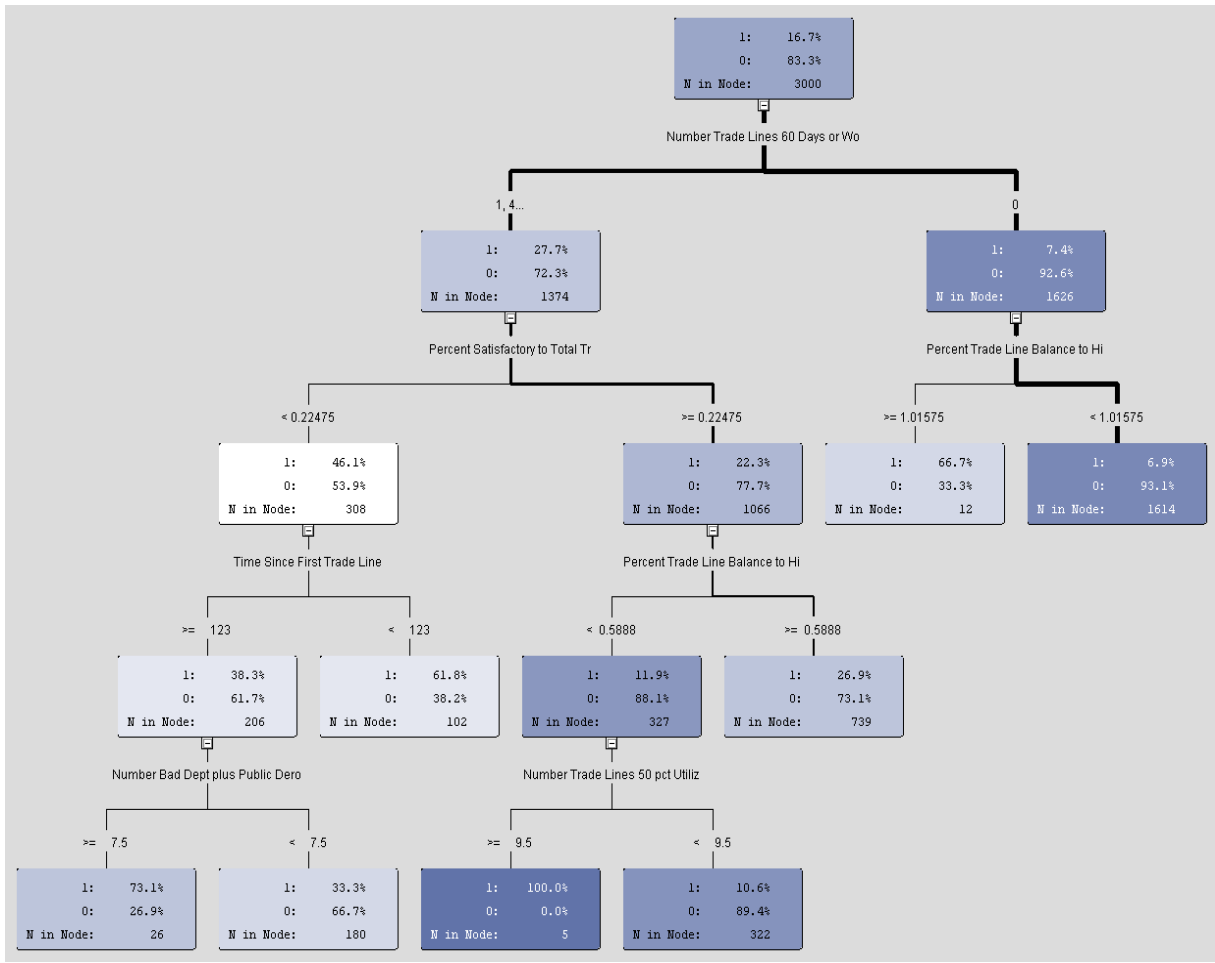 1: 16.7%
0: 83.3%
N in Node: 3000
Number Trade Lines 60 Days or Wo
1, 4...
0
1: 27.7%
0: 72.3%
N in Node: 1374
1: 7.4%
0: 92.6%
N in Node: 1626
Percent Satisfactory to Total Tr
Percent Trade Line Balance to Hi
< 0.22475
>= 0.22475
>= 1.01575
< 1.01575
1: 46.1%
0: 53.9%
N in Node: 308
1: 22.3%
0: 77.7%
N in Node: 1066
1: 66.7%
0: 33.3%
N in Node: 12
1: 6.9%
0: 93.1%
N in Node: 1614
Time Since First Trade Line
Percent Trade Line Balance to Hi
>= 123
< 123
< 0.5888
>= 0.5888
1: 38.3%
0: 61.7%
N in Node: 206
1: 61.8%
0: 38.2%
N in Node: 102
1: 11.9%
0: 88.1%
N in Node: 327
1: 26.9%
0: 73.1%
N in Node: 739
Number Bad Dept plus Public Dero
Number Trade Lines 50 pct Utiliz
>= 7.5
< 7.5
>= 9.5
< 9.5
1: 73.1%
0: 26.9%
N in Node: 26
1: 33.3%
0: 66.7%
N in Node: 180
1: 100.0%
0: 0.0%
N in Node: 5
1: 10.6%
0: 89.4%
N in Node: 322